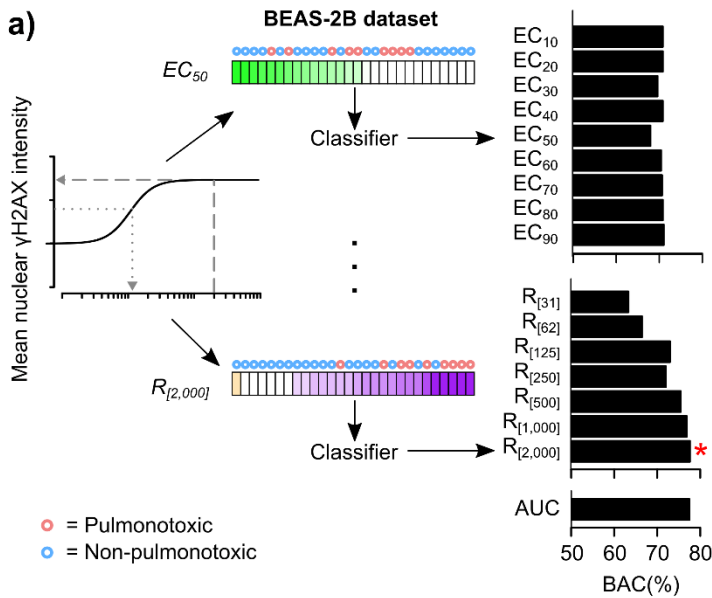 a)
BEAS-2B dataset
EC50
Classifier
Mean nuclear γH2AX intensity
R[2,000]
Classifier
= Pulmonotoxic
= Non-pulmonotoxic
EC10
EC20
EC30
EC40
EC50
EC60
EC70
EC80
EC90
R[31]
R[62]
R[125]
R[250]
R[500]
R[1,000]
R[2,000] *
AUC
50 60 70 80
BAC(%)